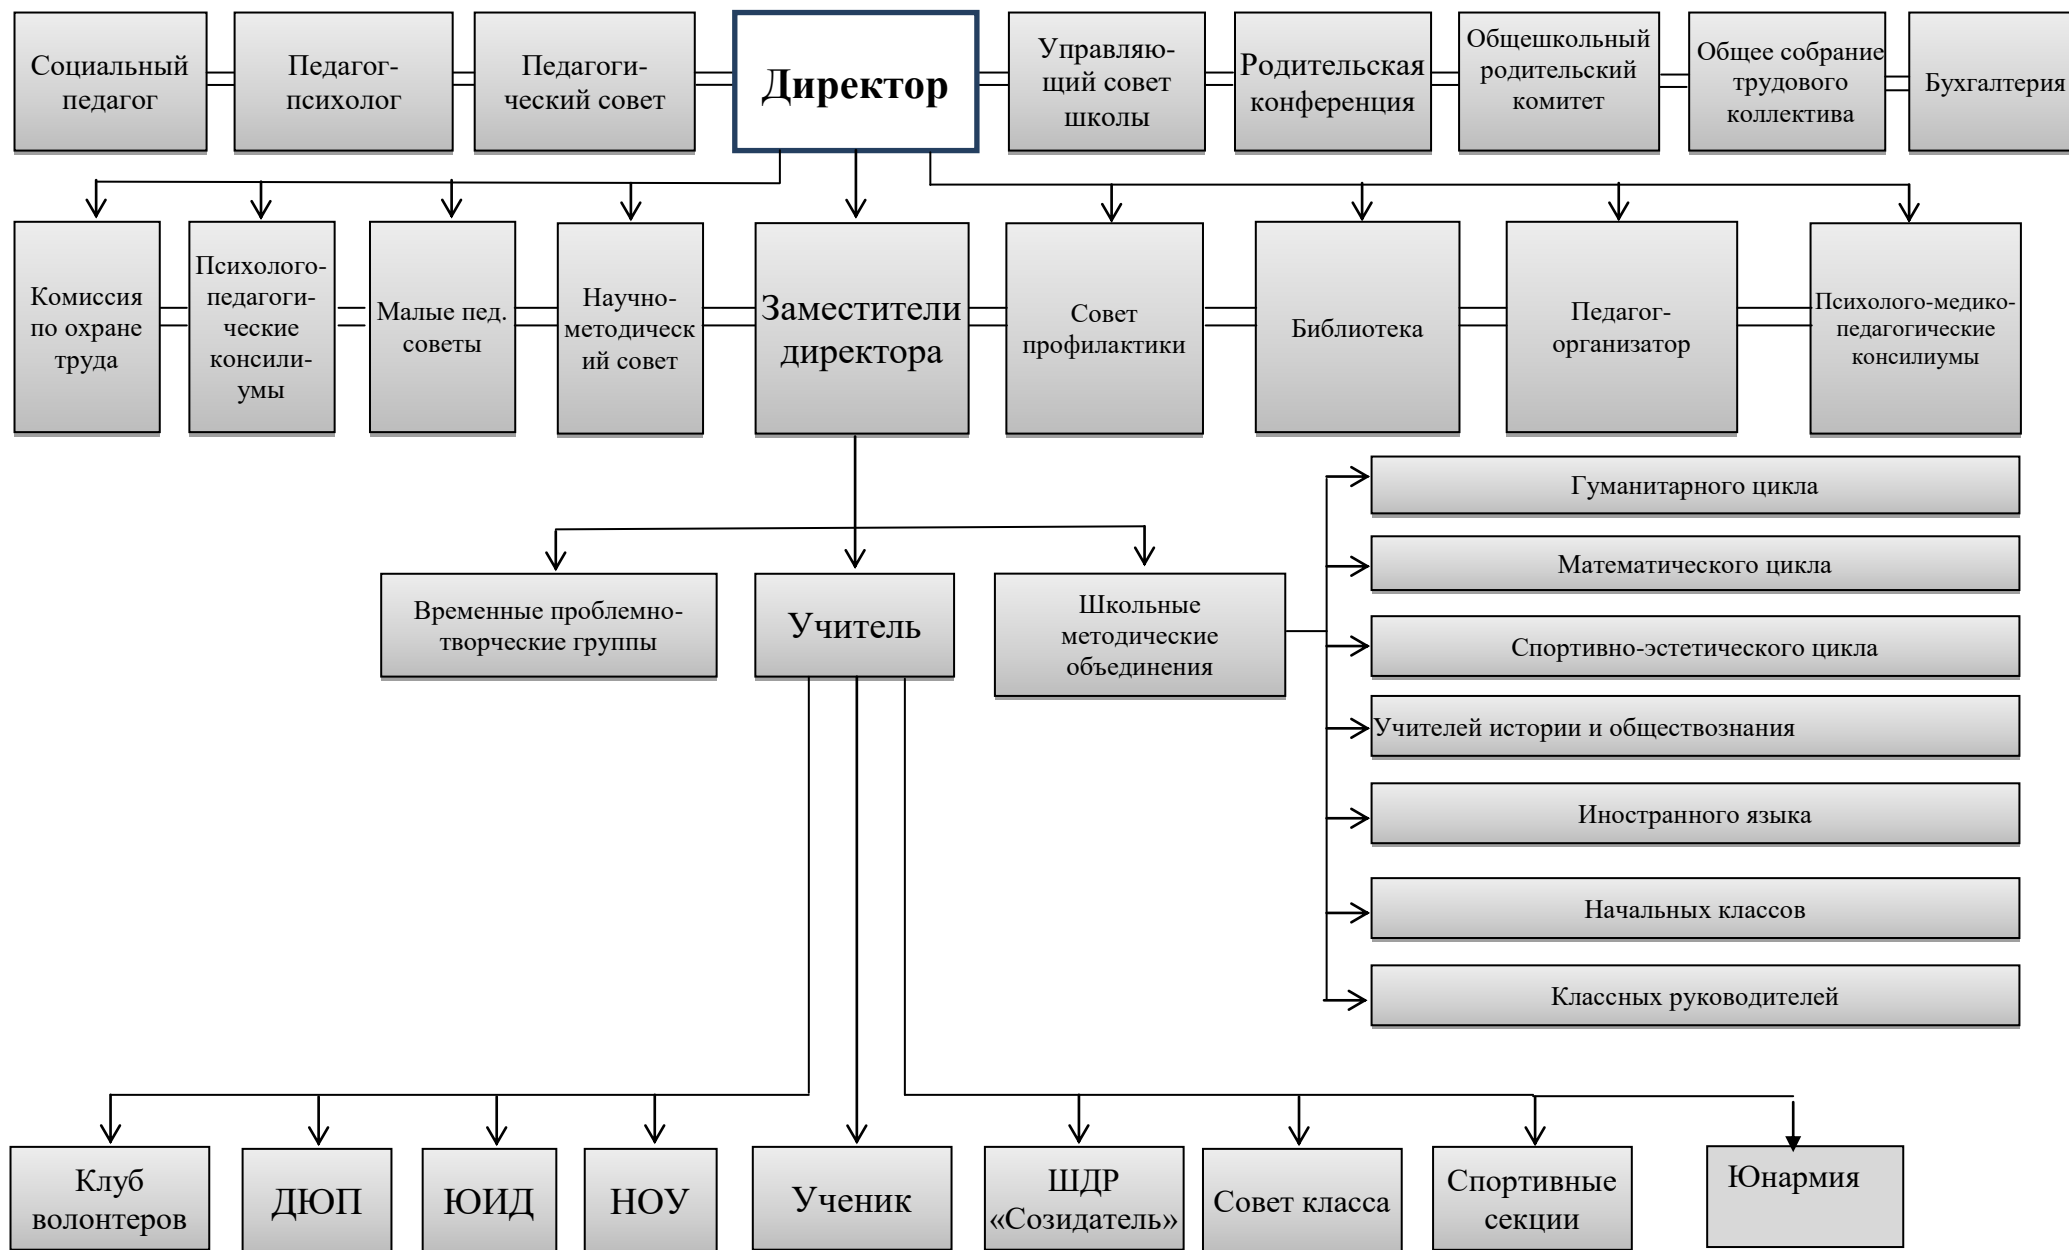 Социальный
педагог
Педагог-
психолог
Педагоги-
ческий совет
Директор
Управляю-
щий совет
школы
Родительская
конференция
Общешкольный
родительский
комитет
Общее собрание
трудового
коллектива
Бухгалтерия
Комиссия
по охране
труда
Психолого-
педагоги-
ческие
консили-
умы
Малые пед.
советы
Научно-
методическ
ий совет
Заместители
директора
Совет
профилактики
Библиотека
Педагог-
организатор
Психолого-медико-
педагогические
консилиумы
Гуманитарного цикла
Математического цикла
Временные проблемно-
творческие группы
Учитель
Школьные
методические
объединения
Спортивно-эстетического цикла
Учителей истории и обществознания
Иностранного языка
Начальных классов
Классных руководителей
Клуб
волонтеров
ДЮП
ЮИД
НОУ
Ученик
ШДР
«Созидатель»
Совет класса
Спортивные
секции
Юнармия